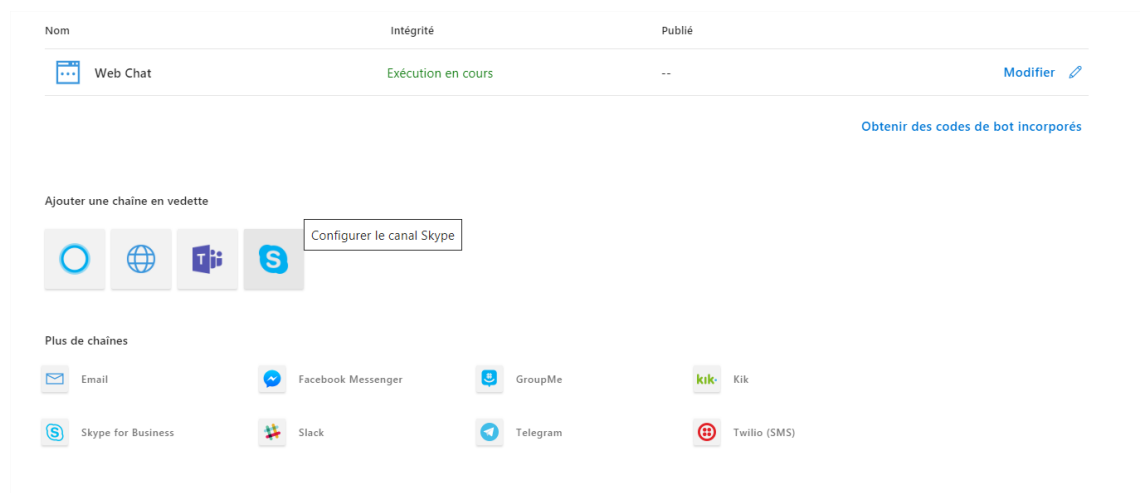 Nom Intégrité Publié
Web Chat Exécution en cours -- Modifier
Obtenir des codes de bot incorporés
Ajouter une chaîne en vedette
Configurer le canal Skype
T
S
Plus de chaînes
Email Facebook Messenger GroupMe kik· Kik
S Skype for Business Slack Telegram Twilio (SMS)